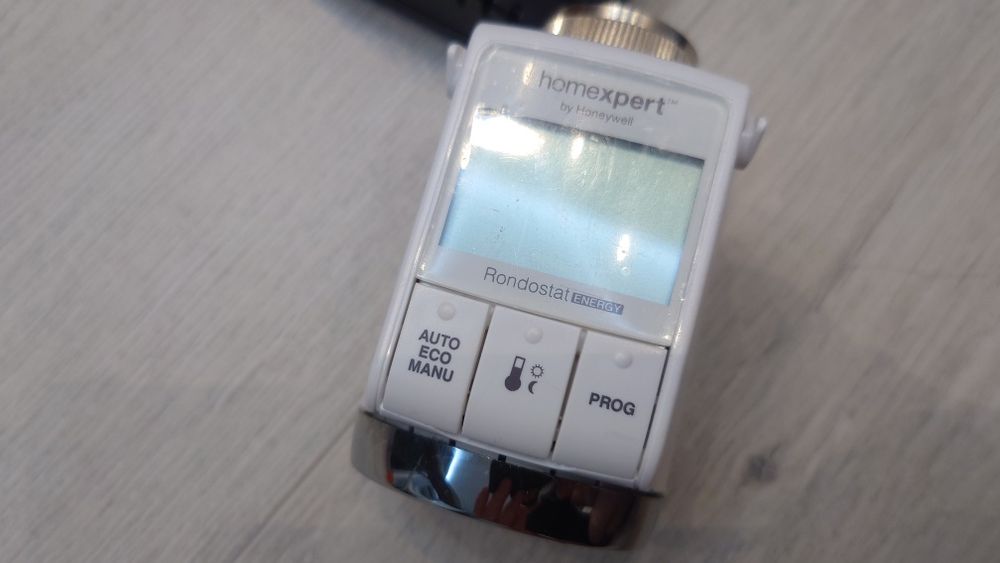 homexpert™
by Honeywell
Rondostat ENERGY
AUTO
ECO
MANU
PROG